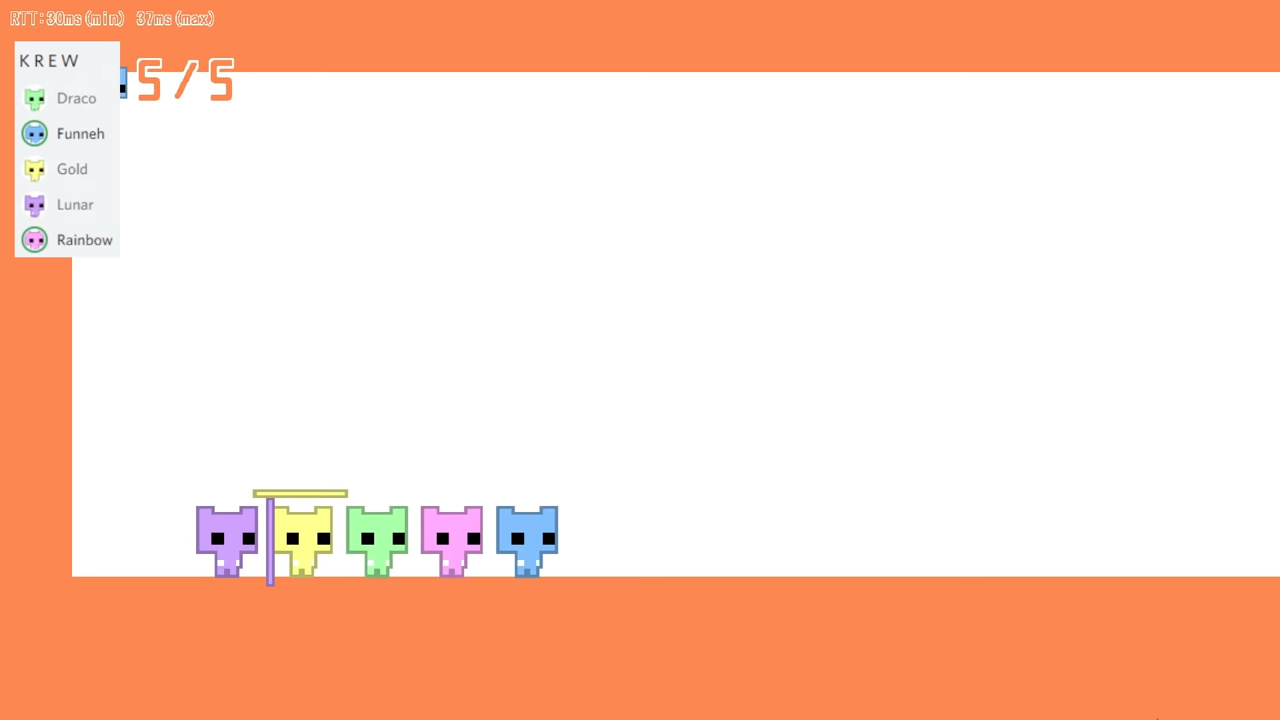 RTT:30ms(min) 37ms(max)
KREW
5/5
Draco
Funneh
Gold
Lunar
Rainbow